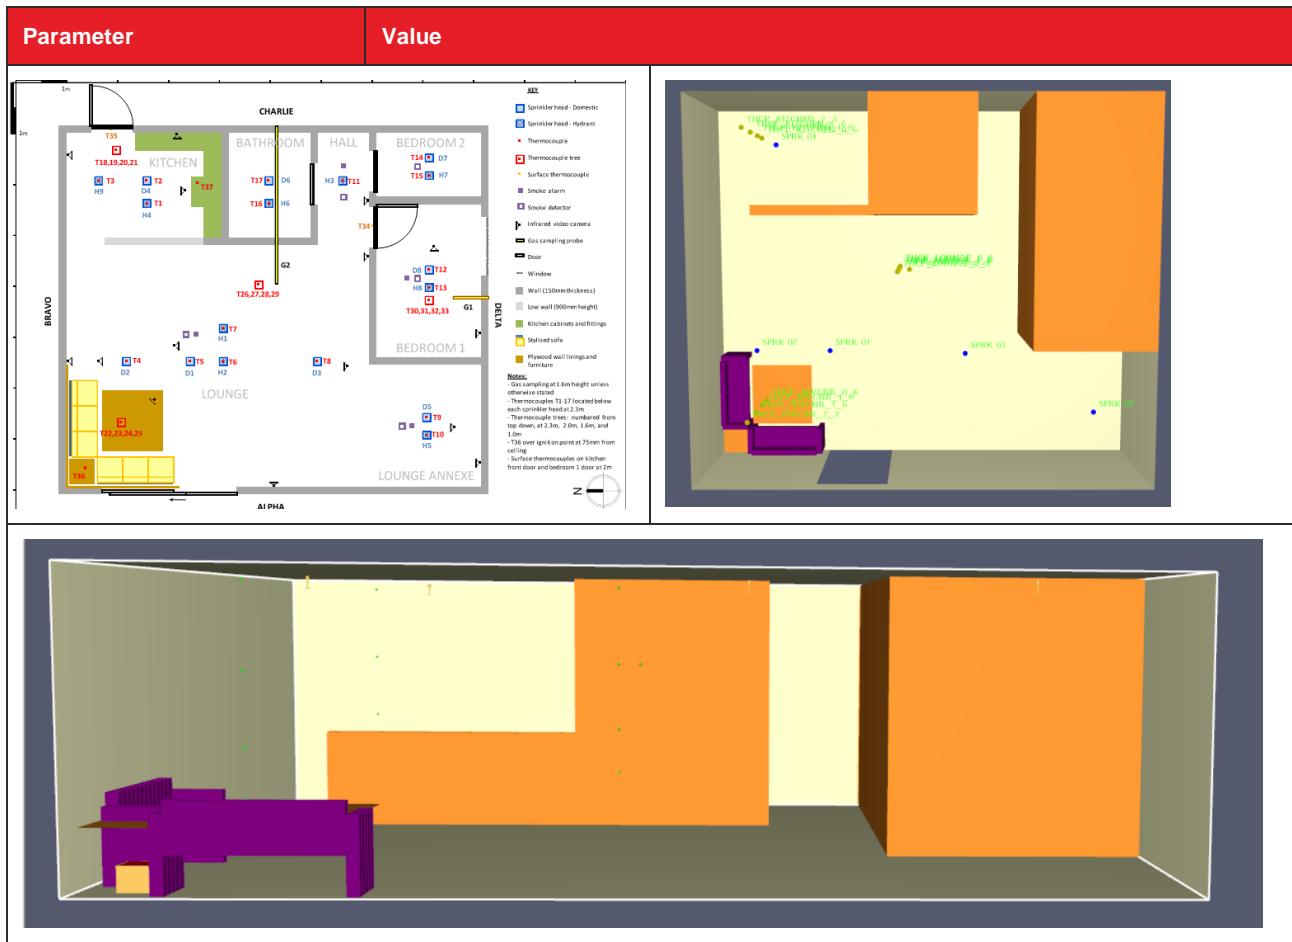 Parameter Value
1m
1m
CHARLIE
BRAVO
DELTA
ALPHA
T35
T18,19,20,21
KITCHEN
T3
H9
T2
D4
T1
H4
T37
BATHROOM
T17 D6
T16 H6
G2
HALL
H3 T11
BEDROOM 2
T14 D7
T15 H7
T34
D8 T12
H8 T13
T30,31,32,33
G1
BEDROOM 1
T26,27,28,29
T7
H1
T4
D2
T5
D1
T6
H2
T8
D3
LOUNGE
T22,23,24,25
T36
D5
T9
T10
H5
LOUNGE ANNEXE
N
KEY
Sprinkler head - Domestic
Sprinkler head - Hydrant
Thermocouple
Thermocouple tree
Surface thermocouple
Smoke alarm
Smoke detector
Infrared video camera
Gas sampling probe
Door
Window
Wall (150mm thickness)
Low wall (900mm height)
Kitchen cabinets and fittings
Stylised sofa
Plywood wall linings and
furniture
Notes:
- Gas sampling at 1.6m height unless
otherwise stated
- Thermocouples T1-17 located below
each sprinkler head at 2.3m
- Thermocouple trees: numbered from
top down, at 2.3m, 2.0m, 1.6m, and
1.0m
- T36 over ignition point at 75mm from
ceiling
- Surface thermocouples on kitchen
front door and bedroom 1 door at 2m
SPRK 04
SPRK 02
SPRK 01
SPRK 03